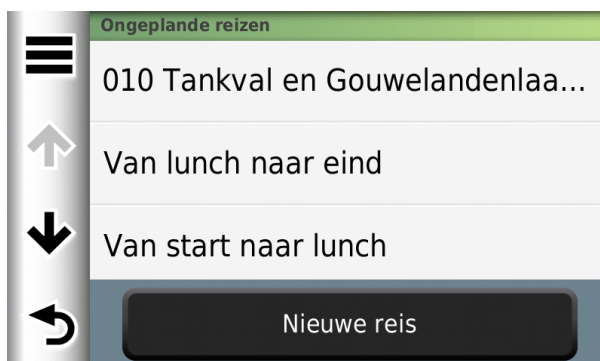 Ongeplande reizen
010 Tankval en Gouwelandenlaa...
Van lunch naar eind
Van start naar lunch
Nieuwe reis